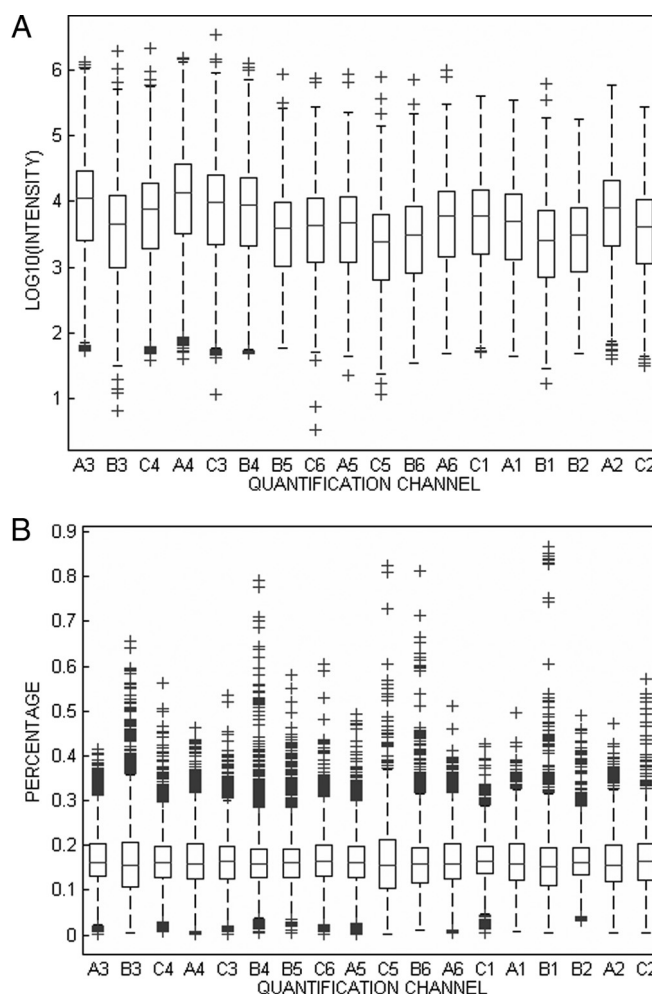 A
LOG10(INTENSITY)
6
5
4
3
2
1
A3 B3 C4 A4 C3 B4 B5 C6 A5 C5 B6 A6 C1 A1 B1 B2 A2 C2
QUANTIFICATION CHANNEL
B
PERCENTAGE
0.9
0.8
0.7
0.6
0.5
0.4
0.3
0.2
0.1
0
A3 B3 C4 A4 C3 B4 B5 C6 A5 C5 B6 A6 C1 A1 B1 B2 A2 C2
QUANTIFICATION CHANNEL